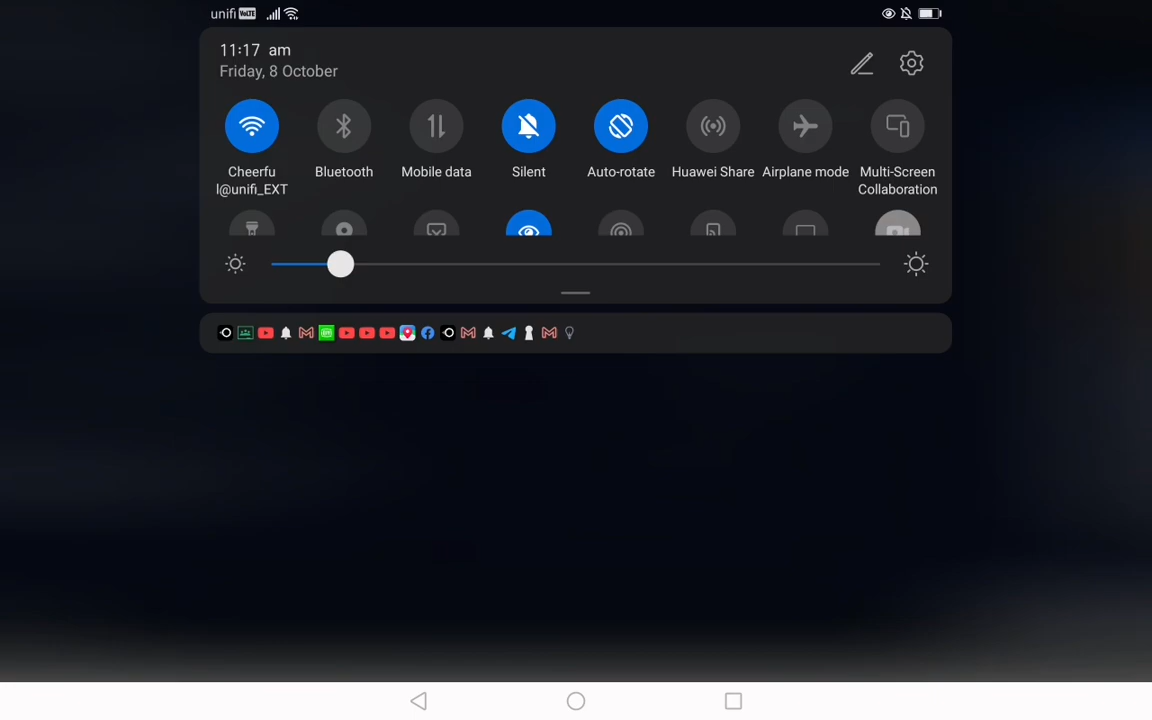 unifi VoLTE
11:17 am
Friday, 8 October
Cheerfu
l@unifi_EXT
Bluetooth
Mobile data
Silent
Auto-rotate
Huawei Share
Airplane mode
Multi-Screen
Collaboration